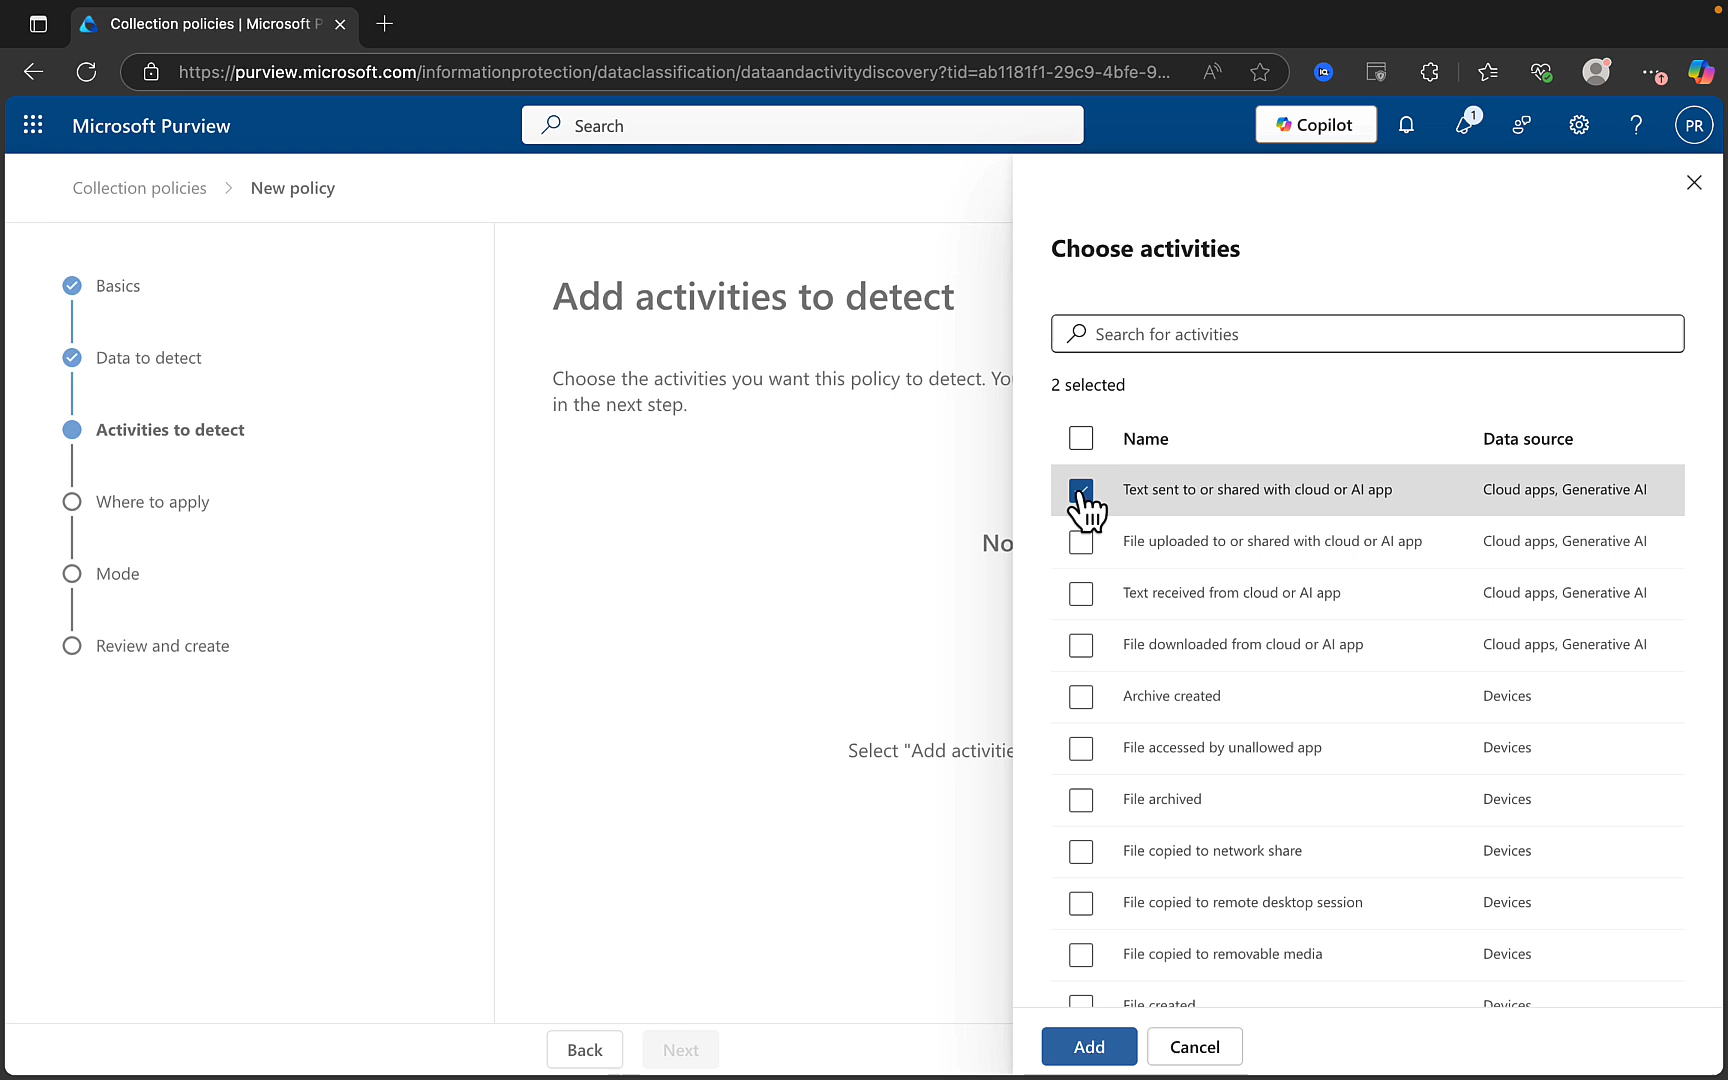 Collection policies | Microsoft P
https://purview.microsoft.com/informationprotection/dataclassification/dataandactivitydiscovery?tid=ab1181f1-29c9-4bfe-9...
Microsoft Purview
Search
Copilot
1
PR
Collection policies > New policy
Basics
Data to detect
Activities to detect
Where to apply
Mode
Review and create
Add activities to detect
Choose the activities you want this policy to detect. Yo
in the next step.
No
Select "Add activitie
Back
Next
Choose activities
Search for activities
2 selected
Name Data source
Text sent to or shared with cloud or AI app Cloud apps, Generative AI
File uploaded to or shared with cloud or AI app Cloud apps, Generative AI
Text received from cloud or AI app Cloud apps, Generative AI
File downloaded from cloud or AI app Cloud apps, Generative AI
Archive created Devices
File accessed by unallowed app Devices
File archived Devices
File copied to network share Devices
File copied to remote desktop session Devices
File copied to removable media Devices
File created Devices
Add
Cancel